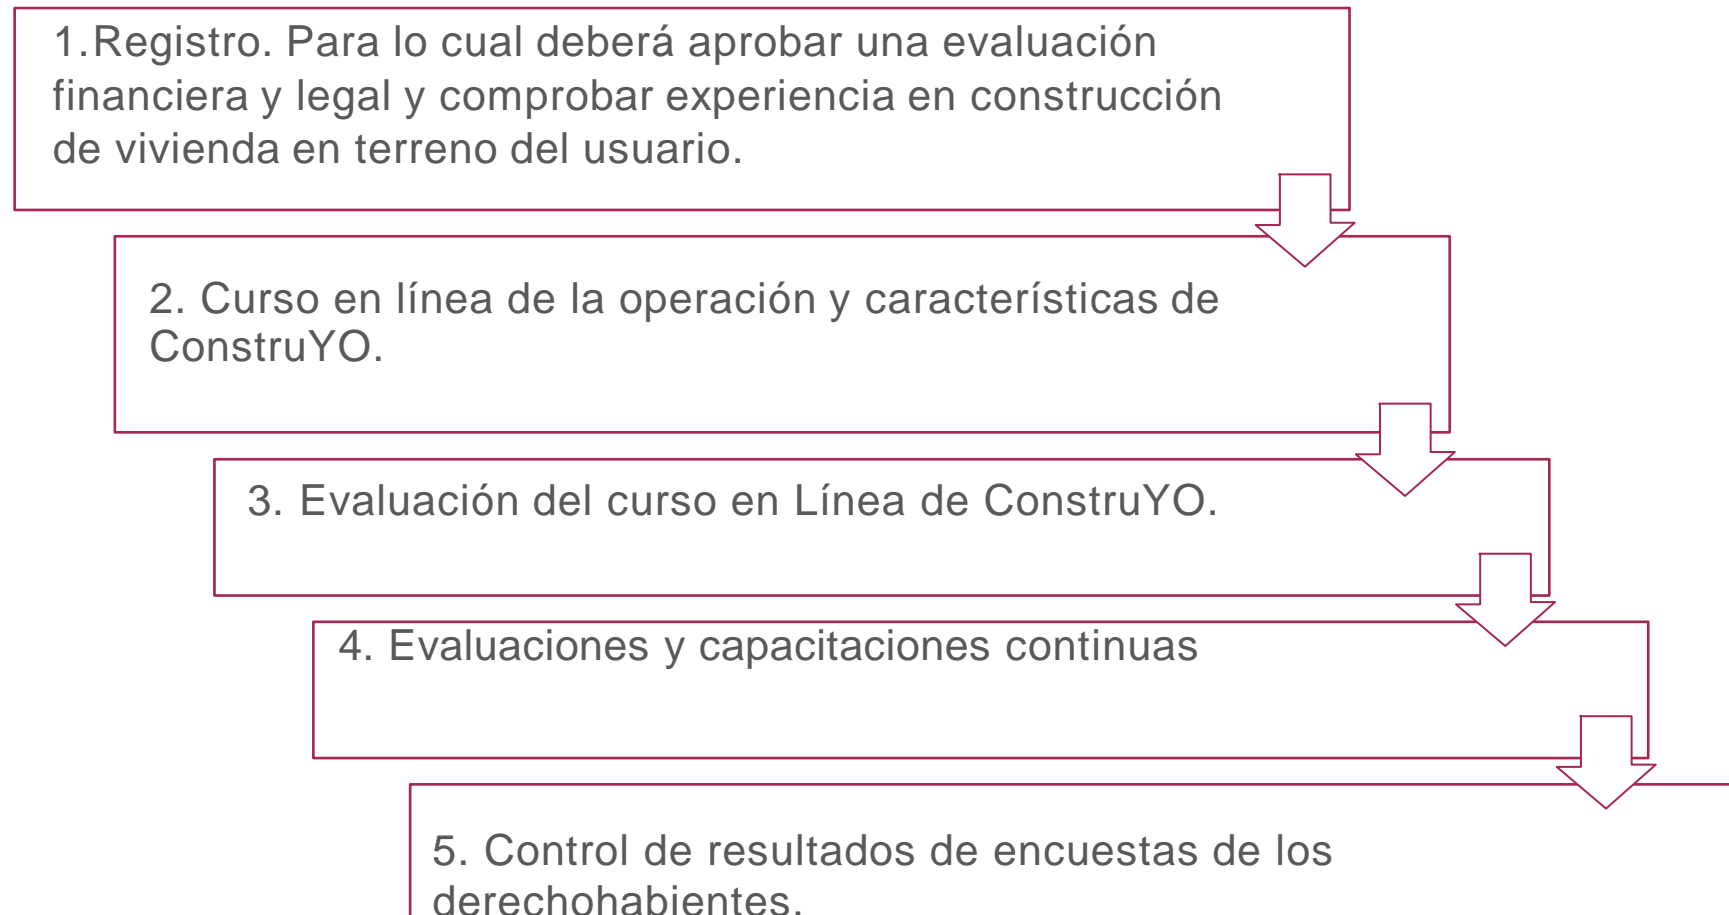 1.Registro. Para lo cual deberá aprobar una evaluación
financiera y legal y comprobar experiencia en construcción
de vivienda en terreno del usuario.
2. Curso en línea de la operación y características de
ConstruYO.
3. Evaluación del curso en Línea de ConstruYO.
4. Evaluaciones y capacitaciones continuas
5. Control de resultados de encuestas de los
derechohabientes.